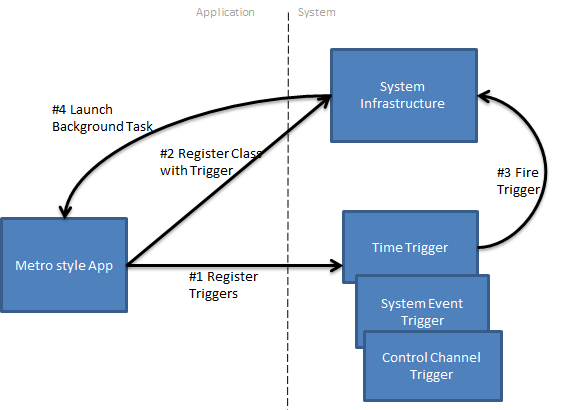 Application
System
System
Infrastructure
#4 Launch
Background Task
#2 Register Class
with Trigger
#3 Fire
Trigger
Metro style App
Time Trigger
#1 Register
Triggers
System Event
Trigger
Control Channel
Trigger